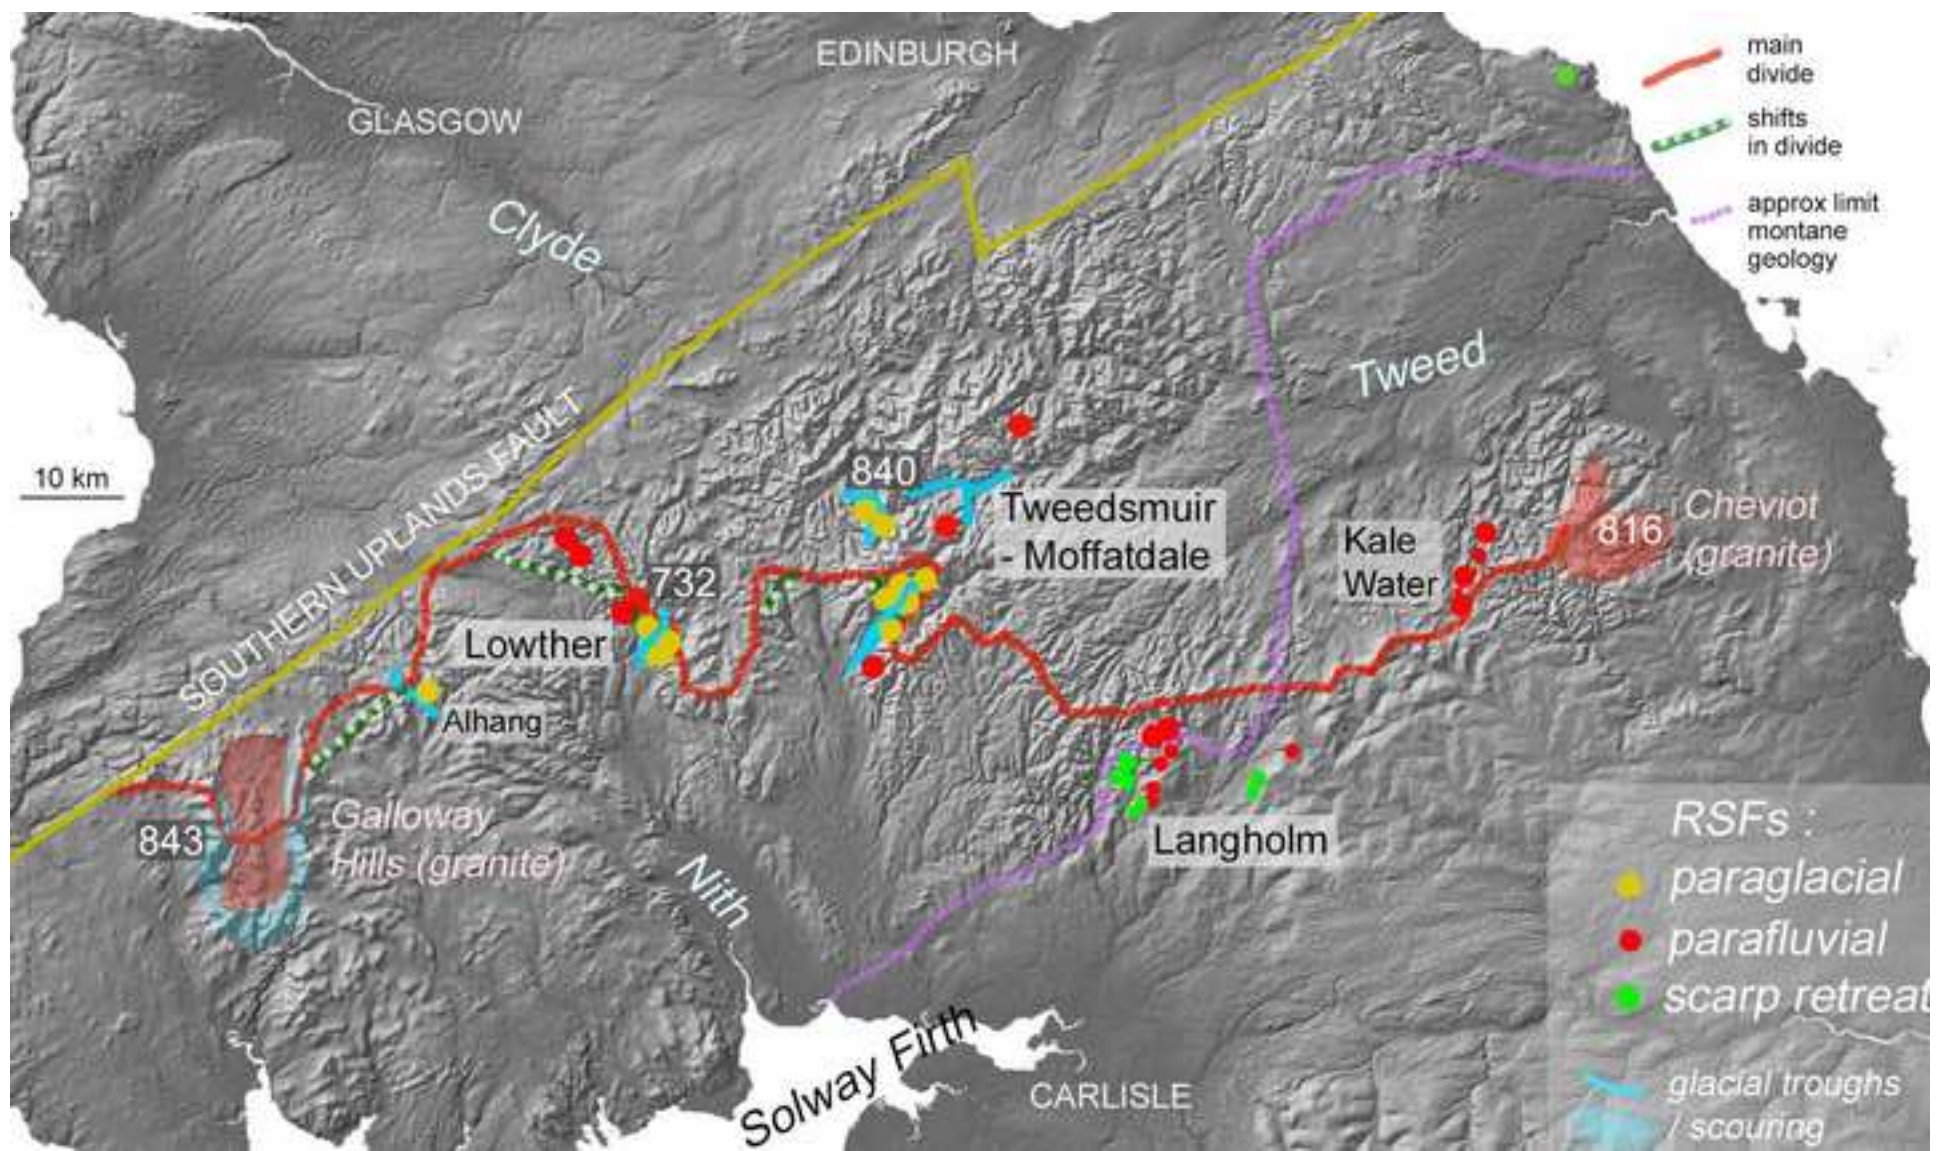 EDINBURGH
main
divide
GLASGOW
shifts
in divide
Clyde
approx limit
montane
geology
Tweed
SOUTHERN UPLANDS FAULT
10 km
840
Tweedsmuir
- Moffatdale
Kale
Water
816
Cheviot
(granite)
732
Lowther
Alhang
843
Galloway
Hills (granite)
Langholm
Nith
Solway Firth
CARLISLE
RSFs :
paraglacial
parafluvial
scarp retreat
glacial troughs
/ scouring